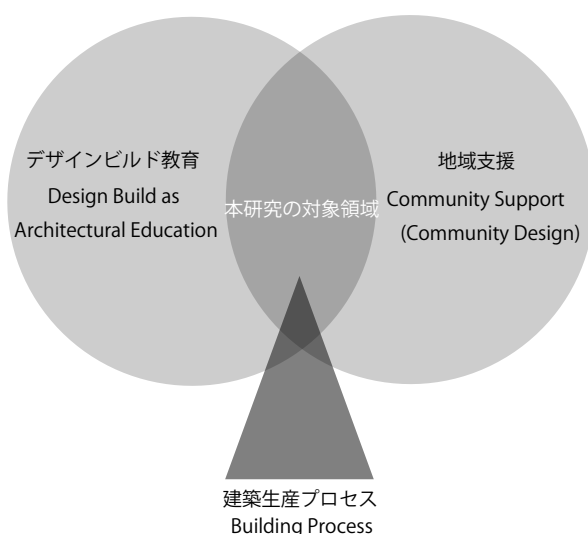 デザインビルド教育
Design Build as
Architectural Education
本研究の対象領域
地域支援
Community Support
(Community Design)
建築生産プロセス
Building Process